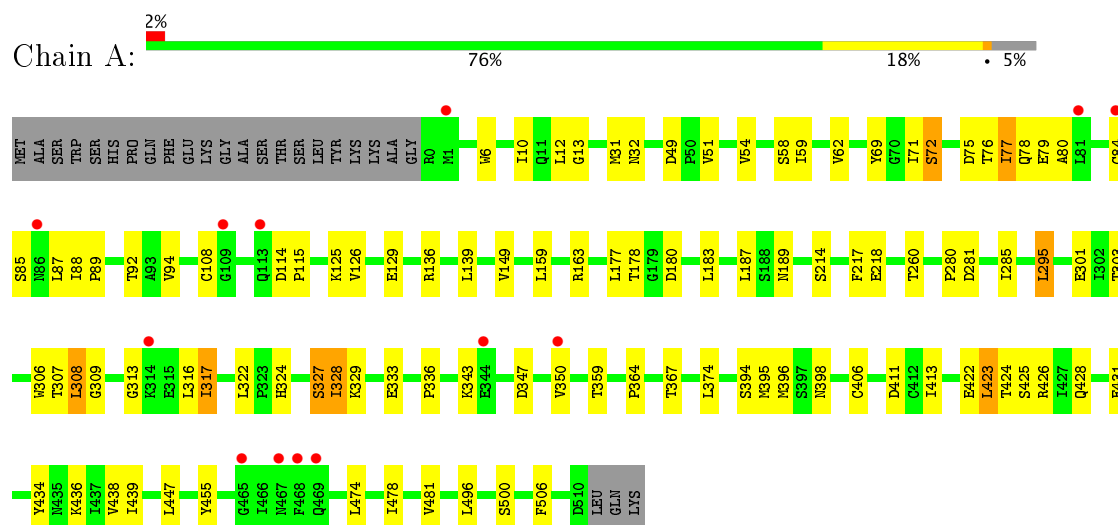 2%
Chain A:
76% 18% • 5%
MET ALA SER TRP SER HIS PRO GLN PHE GLU LYS GLY ALA SER THR SER LEU TYR LYS LYS ALA GLY R0 M1 W6 I10 Q11 L12 G13 M31 N32 D49 P50 V51 V54 S58 I59 V62 Y69 G70 I71 S72 D75 T76 I77 Q78 E79 A80 L81 C84
S85 N86 L87 I88 P89 T92 A93 V94 C108 G109 Q113 D114 P115 K125 V126 E129 R136 L139 V149 L159 R163 L177 T178 G179 D180 L183 L187 S188 N189 S214 F217 E218 T260 P280 D281 I285 L295 E301 I302 T303
W306 T307 L308 G309 G313 K314 E315 L316 I317 L322 P323 H324 S327 I328 K329 E333 P336 K343 E344 D347 V350 T359 P364 T367 L374 S394 M395 M396 S397 N398 C406 D411 C412 I413 E422 L423 T424 S425 R426 I427 Q428
Y434 N435 K436 I437 V438 I439 L447 Y455 G465 I466 N467 F468 Q469 L474 I478 V481 L496 S500 F506 D510 LEU GLN LYS